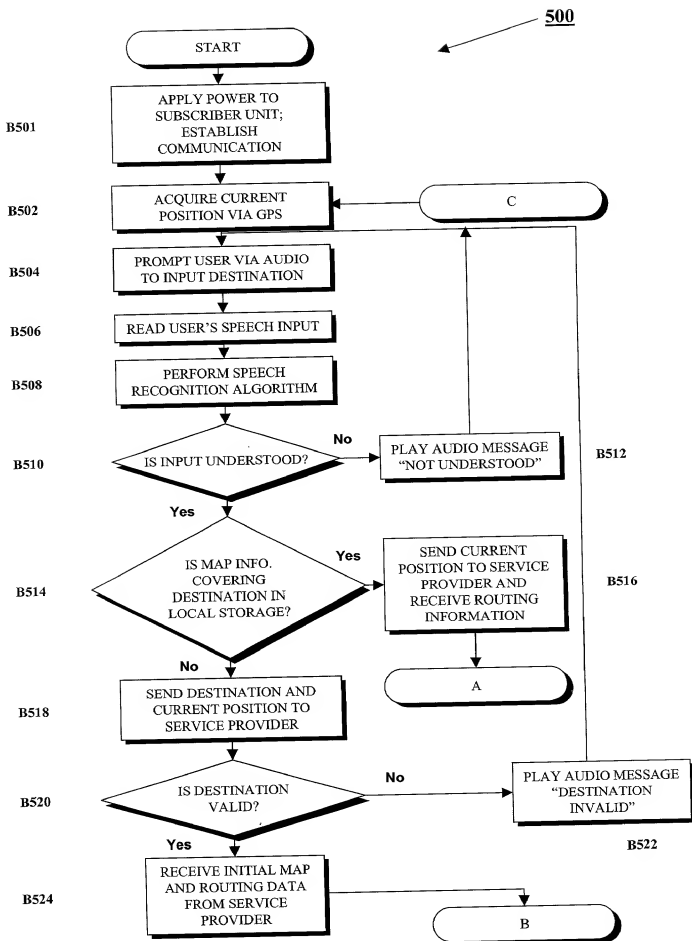 500
START
B501
APPLY POWER TO
SUBSCRIBER UNIT;
ESTABLISH
COMMUNICATION
B502
ACQUIRE CURRENT
POSITION VIA GPS
C
B504
PROMPT USER VIA AUDIO
TO INPUT DESTINATION
B506
READ USER'S SPEECH INPUT
B508
PERFORM SPEECH
RECOGNITION ALGORITHM
B510
IS INPUT UNDERSTOOD?
No
PLAY AUDIO MESSAGE
"NOT UNDERSTOOD"
B512
Yes
B514
IS MAP INFO.
COVERING
DESTINATION IN
LOCAL STORAGE?
Yes
SEND CURRENT
POSITION TO SERVICE
PROVIDER AND
RECEIVE ROUTING
INFORMATION
B516
No
A
B518
SEND DESTINATION AND
CURRENT POSITION TO
SERVICE PROVIDER
B520
IS DESTINATION
VALID?
No
PLAY AUDIO MESSAGE
"DESTINATION
INVALID"
B522
Yes
B524
RECEIVE INITIAL MAP
AND ROUTING DATA
FROM SERVICE
PROVIDER
B